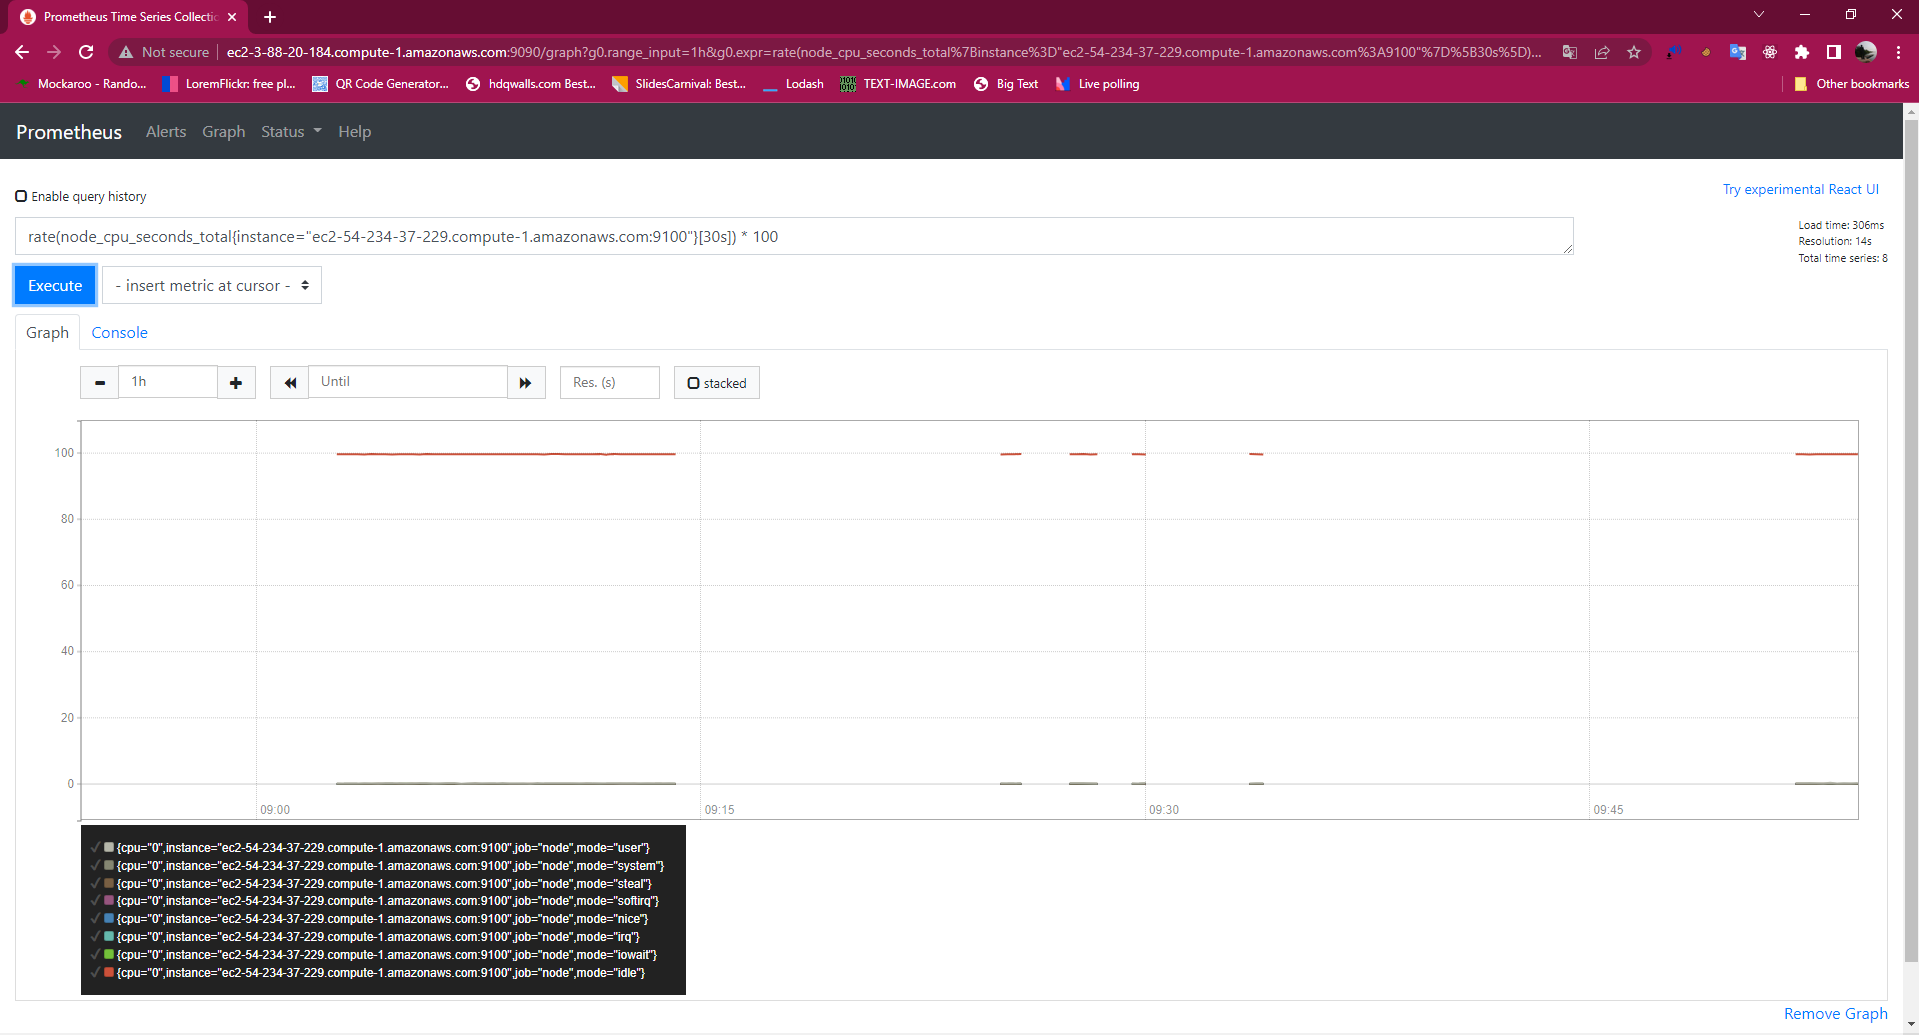 Prometheus Time Series Collectio
Not secure
ec2-3-88-20-184.compute-1.amazonaws.com:9090/graph?g0.range_input=1h&g0.expr=rate(node_cpu_seconds_total%7Binstance%3D"ec2-54-234-37-229.compute-1.amazonaws.com%3A9100"%7D%5B30s%5D)...
Mockaroo - Rando...
LoremFlickr: free pl...
QR Code Generator...
hdqwalls.com Best...
SlidesCarnival: Best...
Lodash
TEXT-IMAGE.com
Big Text
Live polling
Other bookmarks
Prometheus
Alerts
Graph
Status
Help
Enable query history
Try experimental React UI
rate(node_cpu_seconds_total{instance="ec2-54-234-37-229.compute-1.amazonaws.com:9100"}[30s]) * 100
Load time: 306ms
Resolution: 14s
Total time series: 8
Execute
- insert metric at cursor -
Graph
Console
1h
Until
Res. (s)
stacked
100
80
60
40
20
0
09:00
09:15
09:30
09:45
{cpu="0",instance="ec2-54-234-37-229.compute-1.amazonaws.com:9100",job="node",mode="user"}
{cpu="0",instance="ec2-54-234-37-229.compute-1.amazonaws.com:9100",job="node",mode="system"}
{cpu="0",instance="ec2-54-234-37-229.compute-1.amazonaws.com:9100",job="node",mode="steal"}
{cpu="0",instance="ec2-54-234-37-229.compute-1.amazonaws.com:9100",job="node",mode="softirq"}
{cpu="0",instance="ec2-54-234-37-229.compute-1.amazonaws.com:9100",job="node",mode="nice"}
{cpu="0",instance="ec2-54-234-37-229.compute-1.amazonaws.com:9100",job="node",mode="irq"}
{cpu="0",instance="ec2-54-234-37-229.compute-1.amazonaws.com:9100",job="node",mode="iowait"}
{cpu="0",instance="ec2-54-234-37-229.compute-1.amazonaws.com:9100",job="node",mode="idle"}
Remove Graph